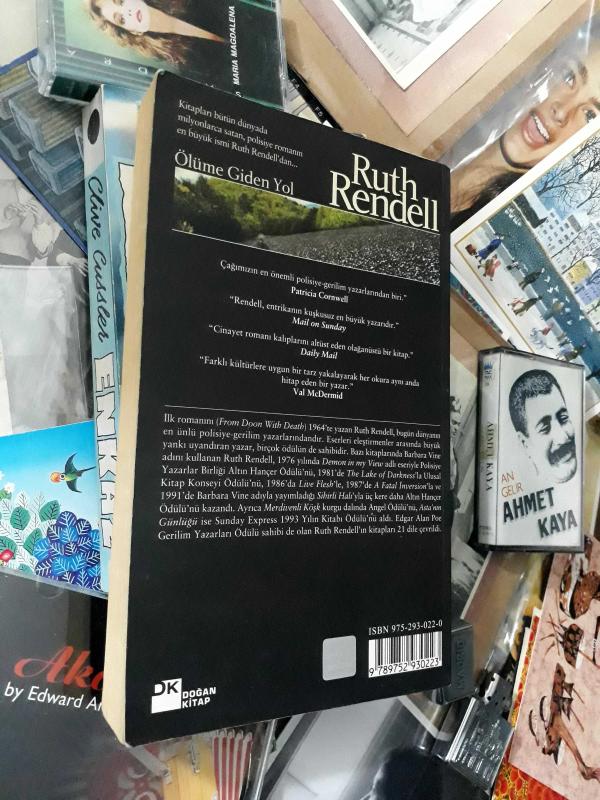 MARIA MAGDALENA
Kitapları bütün dünyada
milyonlarca satan, polisiye romanın
en büyük ismi Ruth Rendell'dan...
Ölüme Giden Yol
Ruth
Rendell
Çağımızın en önemli polisiye-gerilim yazarlarından biri."
Patricia Cornwell
"Rendell, entrikanın kuşkusuz en büyük yazarıdır."
Mail on Sunday
"Cinayet romanı kalıplarını altüst eden olağanüstü bir kitap."
Daily Mail
"Farklı kültürlere uygun bir tarz yakalayarak her okura aynı anda
hitap eden bir yazar."
Val McDermid
İlk romanını (From Doon With Death) 1964'te yazan Ruth Rendell, bugün dünyanın
en ünlü polisiye-gerilim yazarlarındandır. Eserleri eleştirmenler arasında büyük
yankı uyandıran yazar, birçok ödülün de sahibidir. Bazı kitaplarında Barbara Vine
adını kullanan Ruth Rendell, 1976 yılında Demon in my View adlı eseriyle Polisiye
Yazarlar Birliği Altın Hançer Ödülü'nü, 1981'de The Lake of Darkness'la Ulusal
Kitap Konseyi Ödülü'nü, 1986'da Live Flesh'le, 1987'de A Fatal Inversion'la ve
1991'de Barbara Vine adıyla yayımladığı Sihirli Halı'yla üç kere daha Altın Hançer
Ödülü'nü kazandı. Ayrıca Merdivenli Köşk kurgu dalında Angel Ödülü'nü, Asta'nın
Günlüğü ise Sunday Express 1993 Yılın Kitabı Ödülü'nü aldı. Edgar Alan Poe
Gerilim Yazarları Ödülü sahibi de olan Ruth Rendell'ın kitapları 21 dile çevrildi.
ISBN 975-293-022-0
9 789752 930223
DK DOĞAN
KİTAP
Clive Cussler
ENKAZ
AHMET KAYA
AN
GELİR
AHMET
KAYA
by Edward